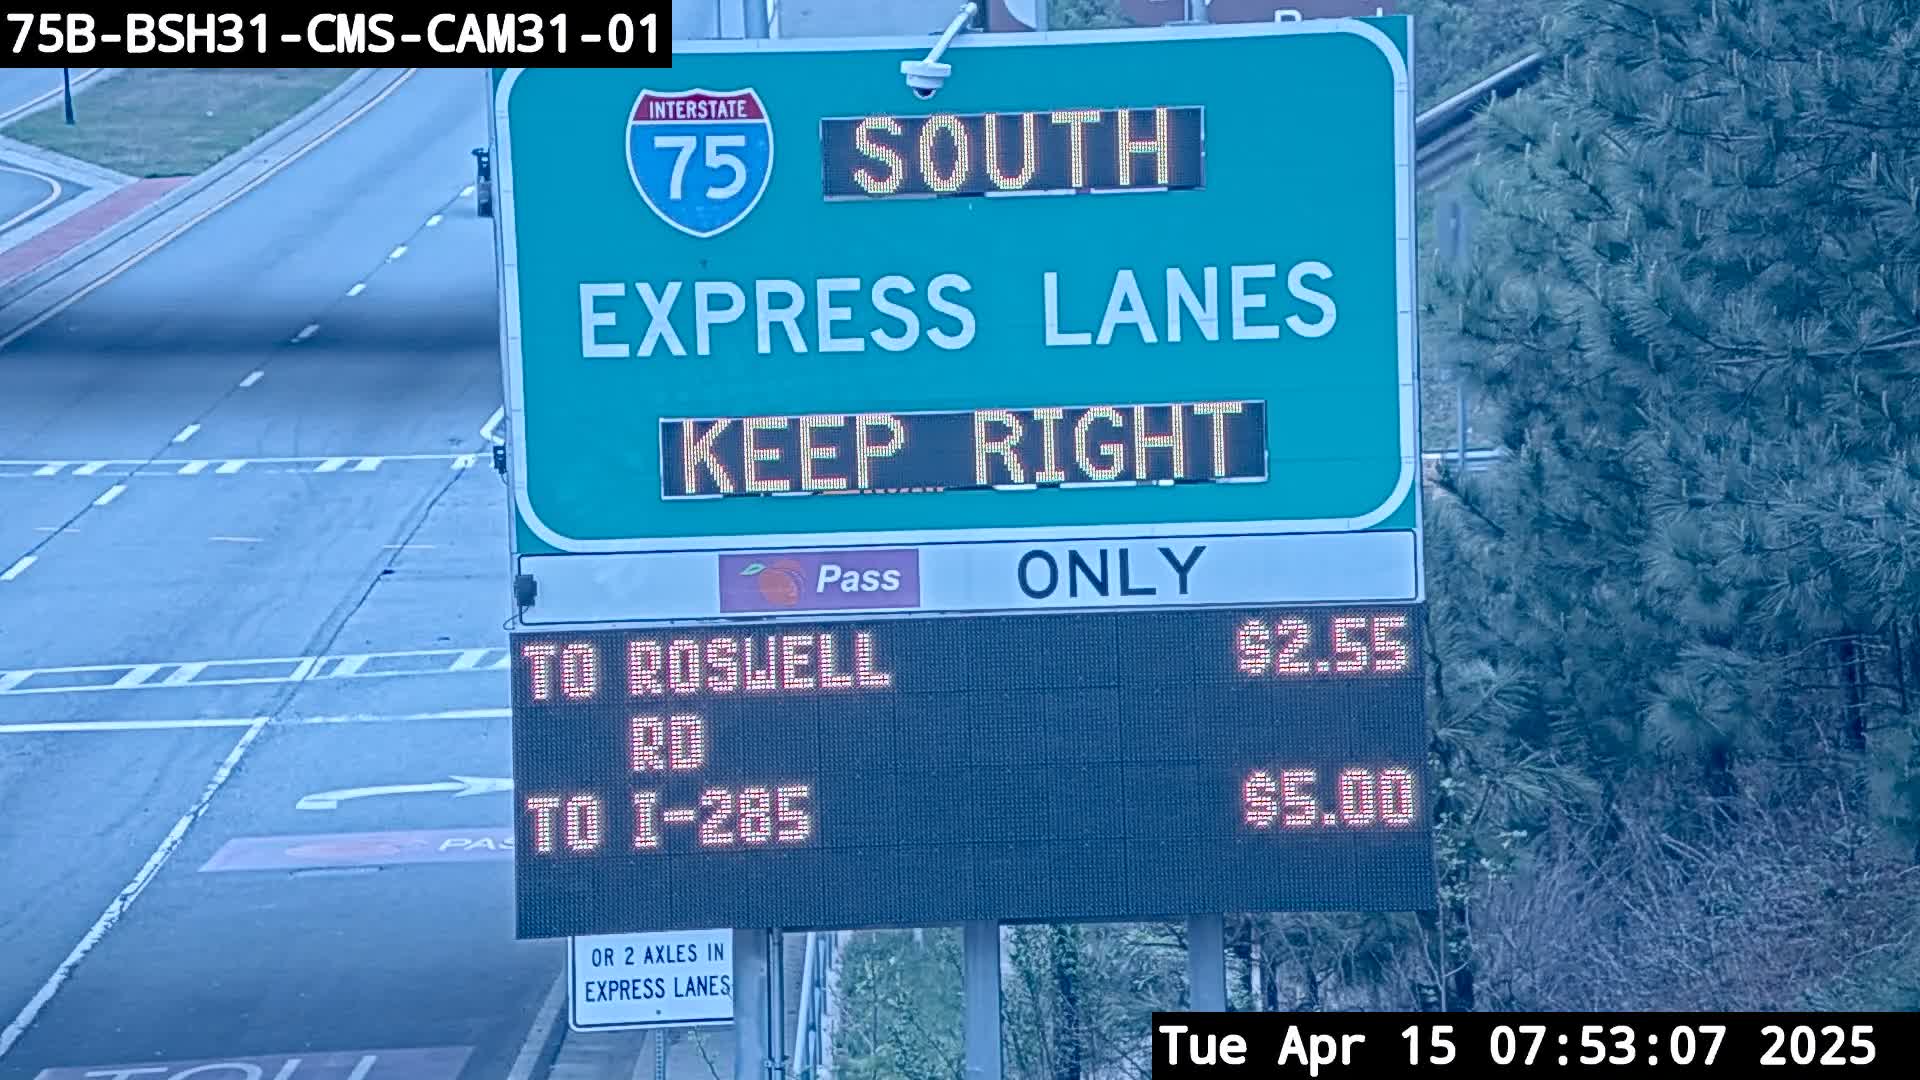 75B-BSH31-CMS-CAM31-01
INTERSTATE
75
SOUTH
EXPRESS LANES
KEEP RIGHT
Pass ONLY
TO ROSWELL $2.55
RD
TO I-285 $5.00
OR 2 AXLES IN
EXPRESS LANES
TOLL
Tue Apr 15 07:53:07 2025